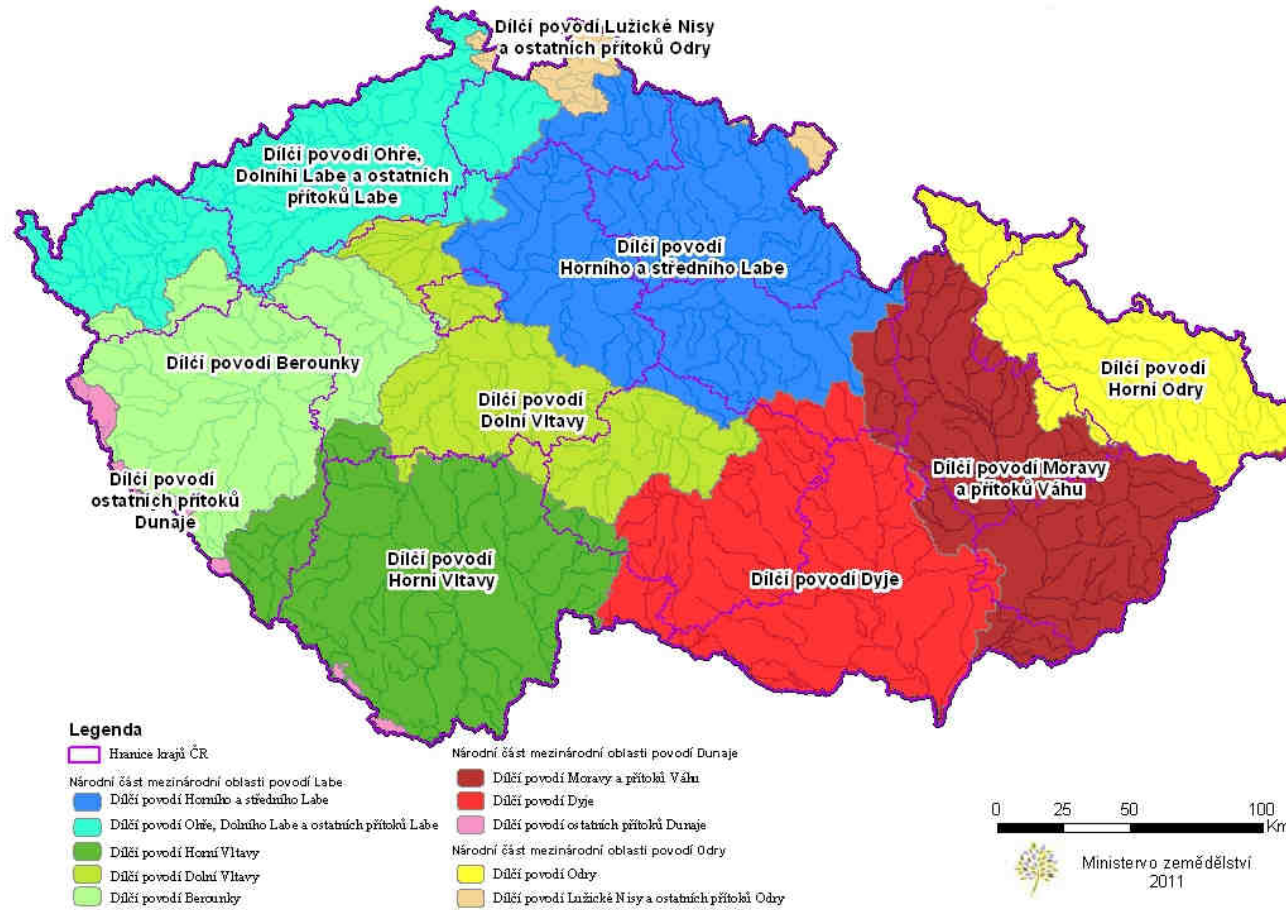 Dílčí povodí Lužické Nisy
a ostatních přítoků Odry
Dílčí povodí Ohře,
Dolního Labe a ostatních
přítoků Labe
Dílčí povodí
Horního a středního Labe
Dílčí povodí Berounky
Dílčí povodí
Dolní Vltavy
Dílčí povodí
Horní Odry
Dílčí povodí
ostatních přítoků
Dunaje
Dílčí povodí Moravy
a přítoků Váhu
Dílčí povodí
Horní Vltavy
Dílčí povodí Dyje
Legenda
Hranice krajů ČR
Národní část mezinárodní oblasti povodí Labe
Dílčí povodí Horního a středního Labe
Dílčí povodí Ohře, Dolního Labe a ostatních přítoků Labe
Dílčí povodí Horní Vltavy
Dílčí povodí Dolní Vltavy
Dílčí povodí Berounky
Národní část mezinárodní oblasti povodí Dunaje
Dílčí povodí Moravy a přítoků Váhu
Dílčí povodí Dyje
Dílčí povodí ostatních přítoků Dunaje
Národní část mezinárodní oblasti povodí Odry
Dílčí povodí Odry
Dílčí povodí Lužické Nisy a ostatních přítoků Odry
0 25 50 100
Km
Ministervo zemědělství
2011